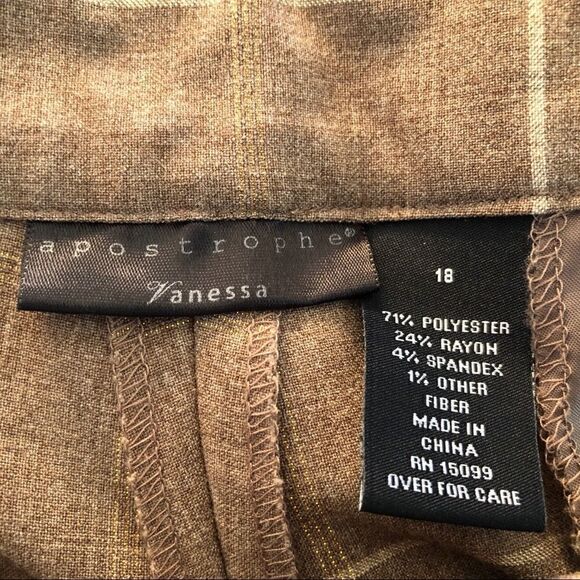 apostrophe®
Vanessa
18
71% POLYESTER
24% RAYON
4% SPANDEX
1% OTHER
FIBER
MADE IN
CHINA
RN 15099
OVER FOR CARE